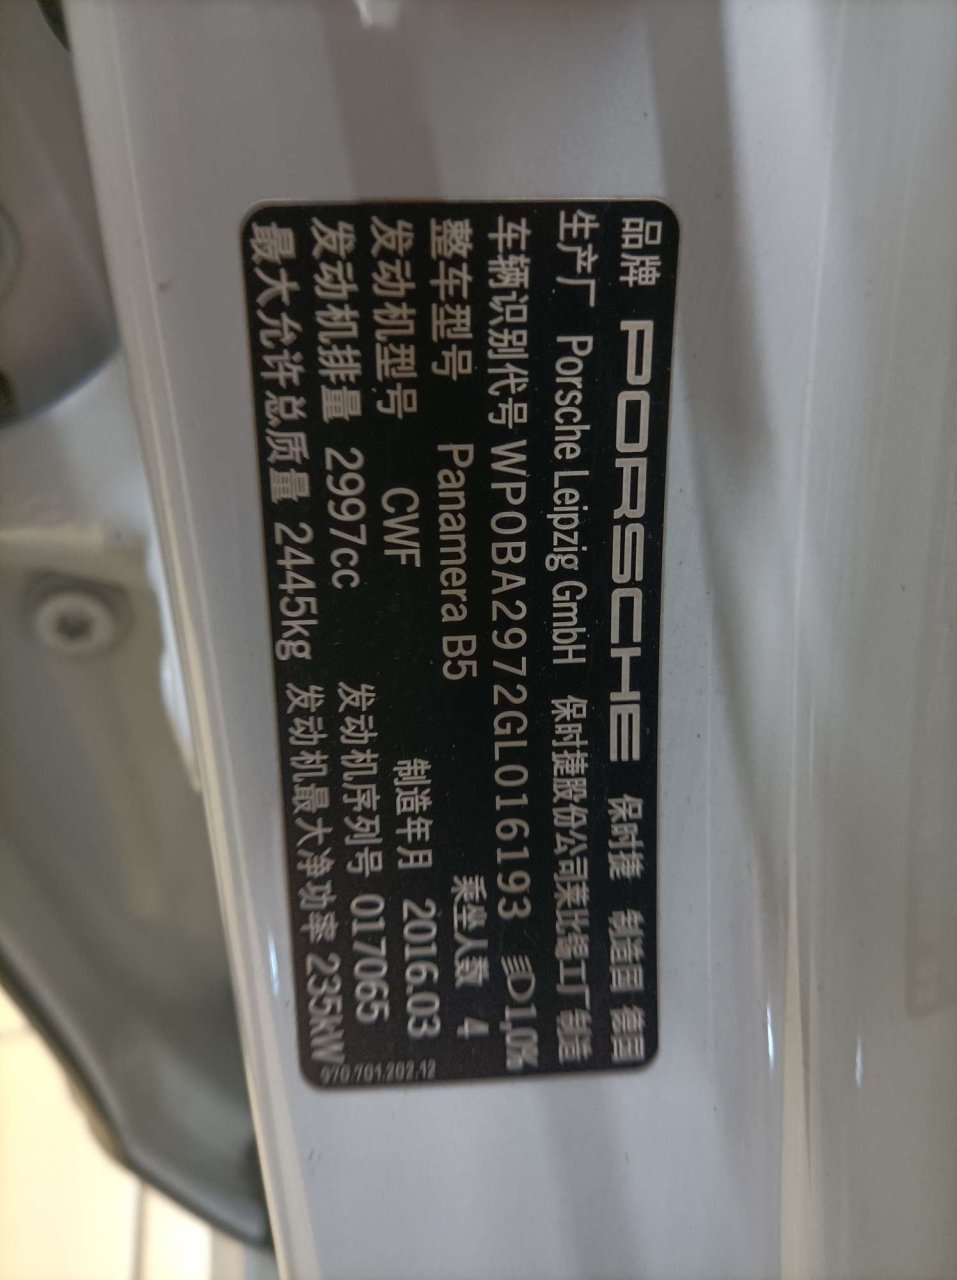 品牌 PORSCHE 保时捷 制造国 德国
生产厂 Porsche Leipzig GmbH 保时捷股份公司莱比锡工厂制造
车辆识别代号 WP0BA2972GL016193 1,0%
整车型号 Panamera B5 乘坐人数 4
发动机型号 CWF 制造年月 2016.03
发动机排量 2997cc 发动机序列号 017065
最大允许总质量 2445kg 发动机最大净功率 235kW
970.701.202.12